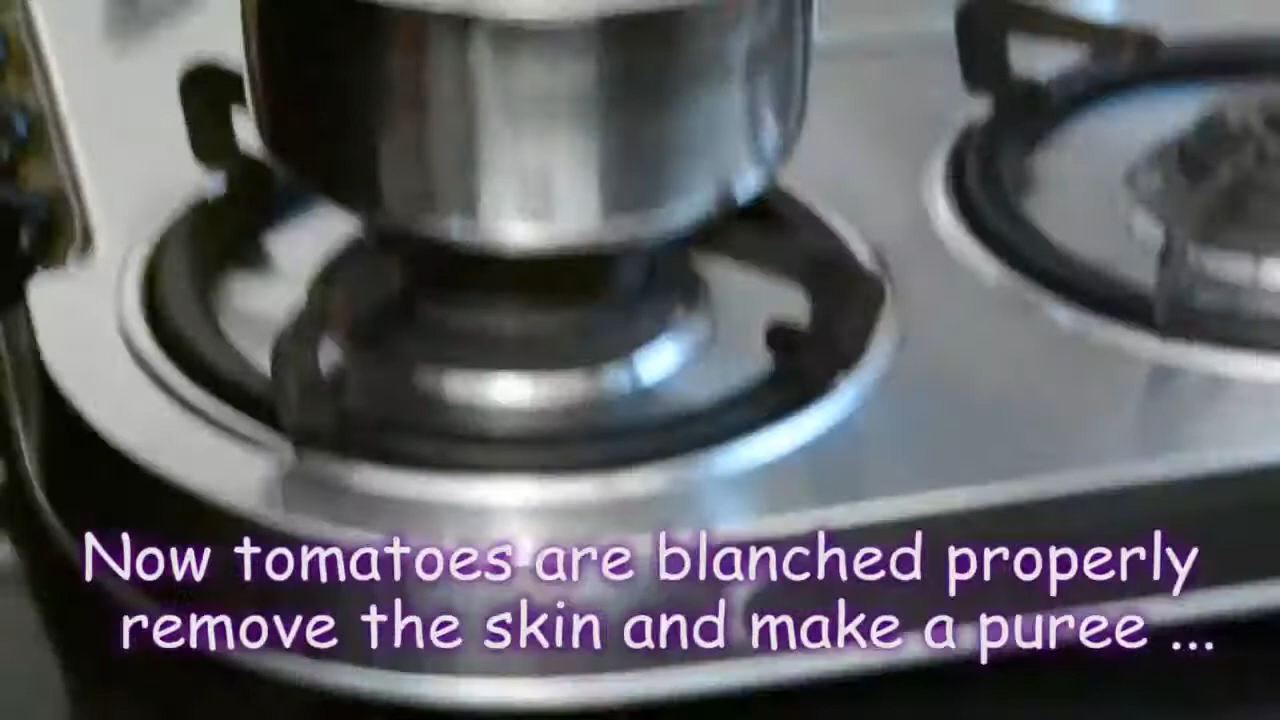 Now tomatoes are blanched properly
remove the skin and make a puree ...